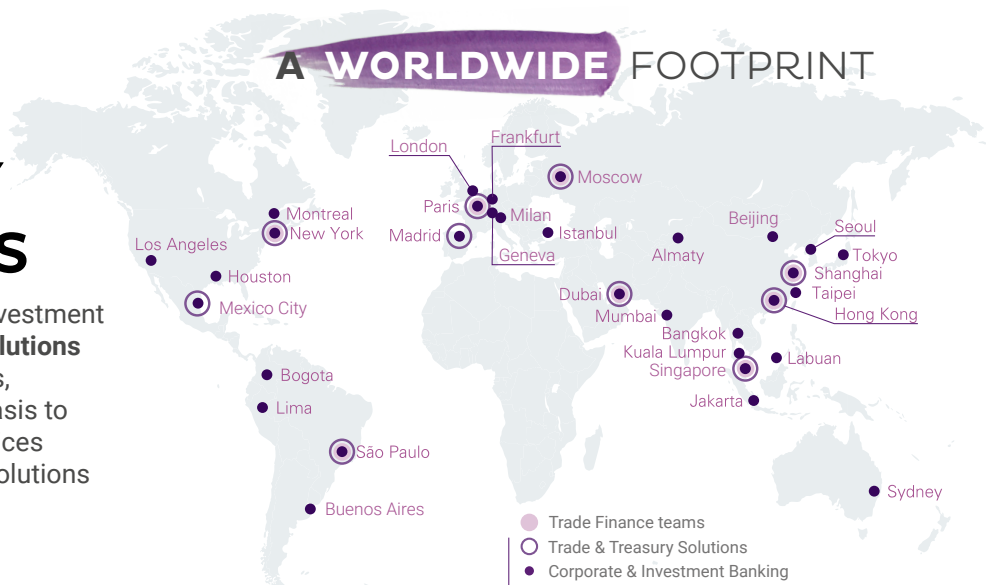 A WORLDWIDE FOOTPRINT
S
vestment
lutions
s,
asis to
ces
olutions
London
Frankfurt
Moscow
Paris
Milan
Madrid
Istanbul
Geneva
Montreal
New York
Los Angeles
Houston
Mexico City
Beijing
Seoul
Almaty
Tokyo
Shanghai
Dubai
Taipei
Mumbai
Hong Kong
Bangkok
Kuala Lumpur
Labuan
Singapore
Jakarta
Bogota
Lima
São Paulo
Buenos Aires
Sydney
Trade Finance teams
Trade & Treasury Solutions
Corporate & Investment Banking